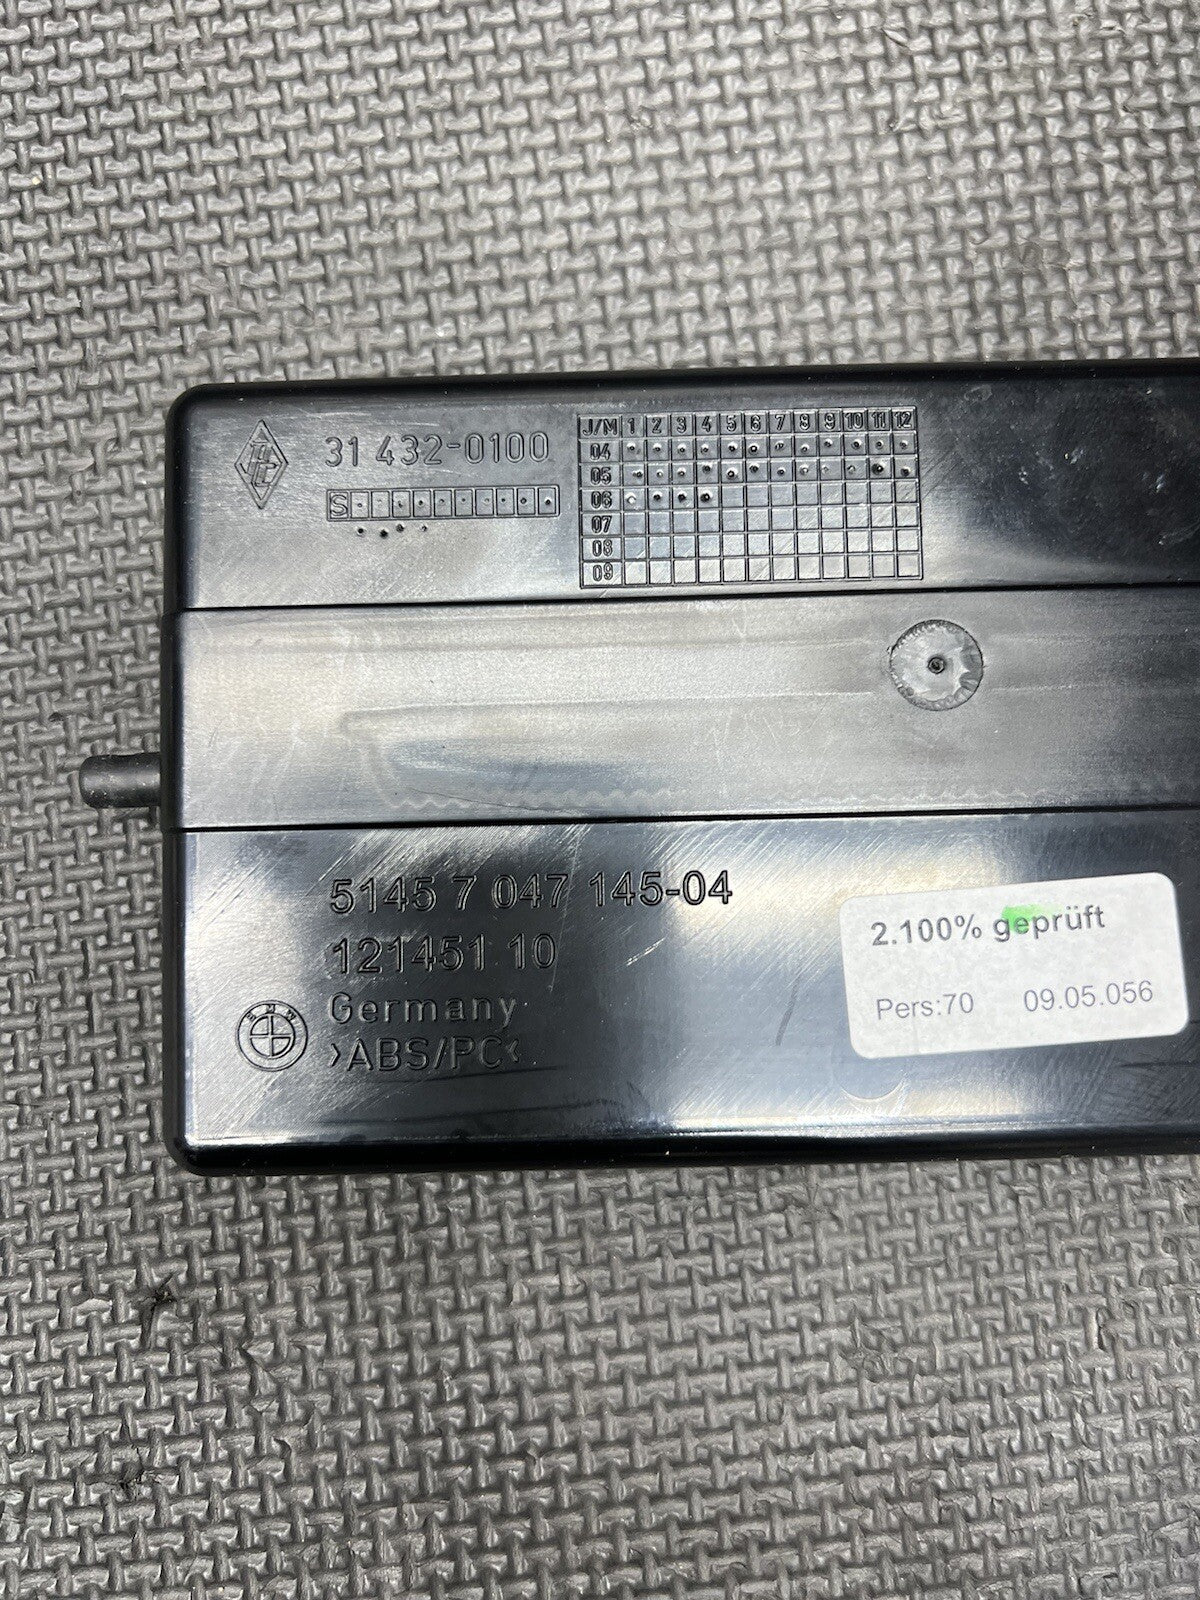 31 432-0100
S
J/M 1 2 3 4 5 6 7 8 9 10 11 12
04
05
06
07
08
09
5145 7 047 145-04
121451 10
Germany
BMW
>ABS/PC<
2.100% geprüft
Pers:70 09.05.056